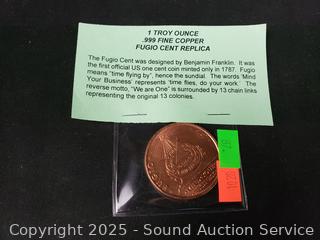 1 TROY OUNCE
.999 FINE COPPER
FUGIO CENT REPLICA
The Fugio Cent was designed by Benjamin Franklin. It was
the first official US one cent coin minted only in 1787. Fugio
means "time flying by", hence the sundial. The words 'Mind
Your Business' represents 'time flies, do your work.' The
reverse motto, "We are One" is surrounded by 13 chain links
representing the original 13 colonies.
Copyright © 2025 - Sound Auction Service